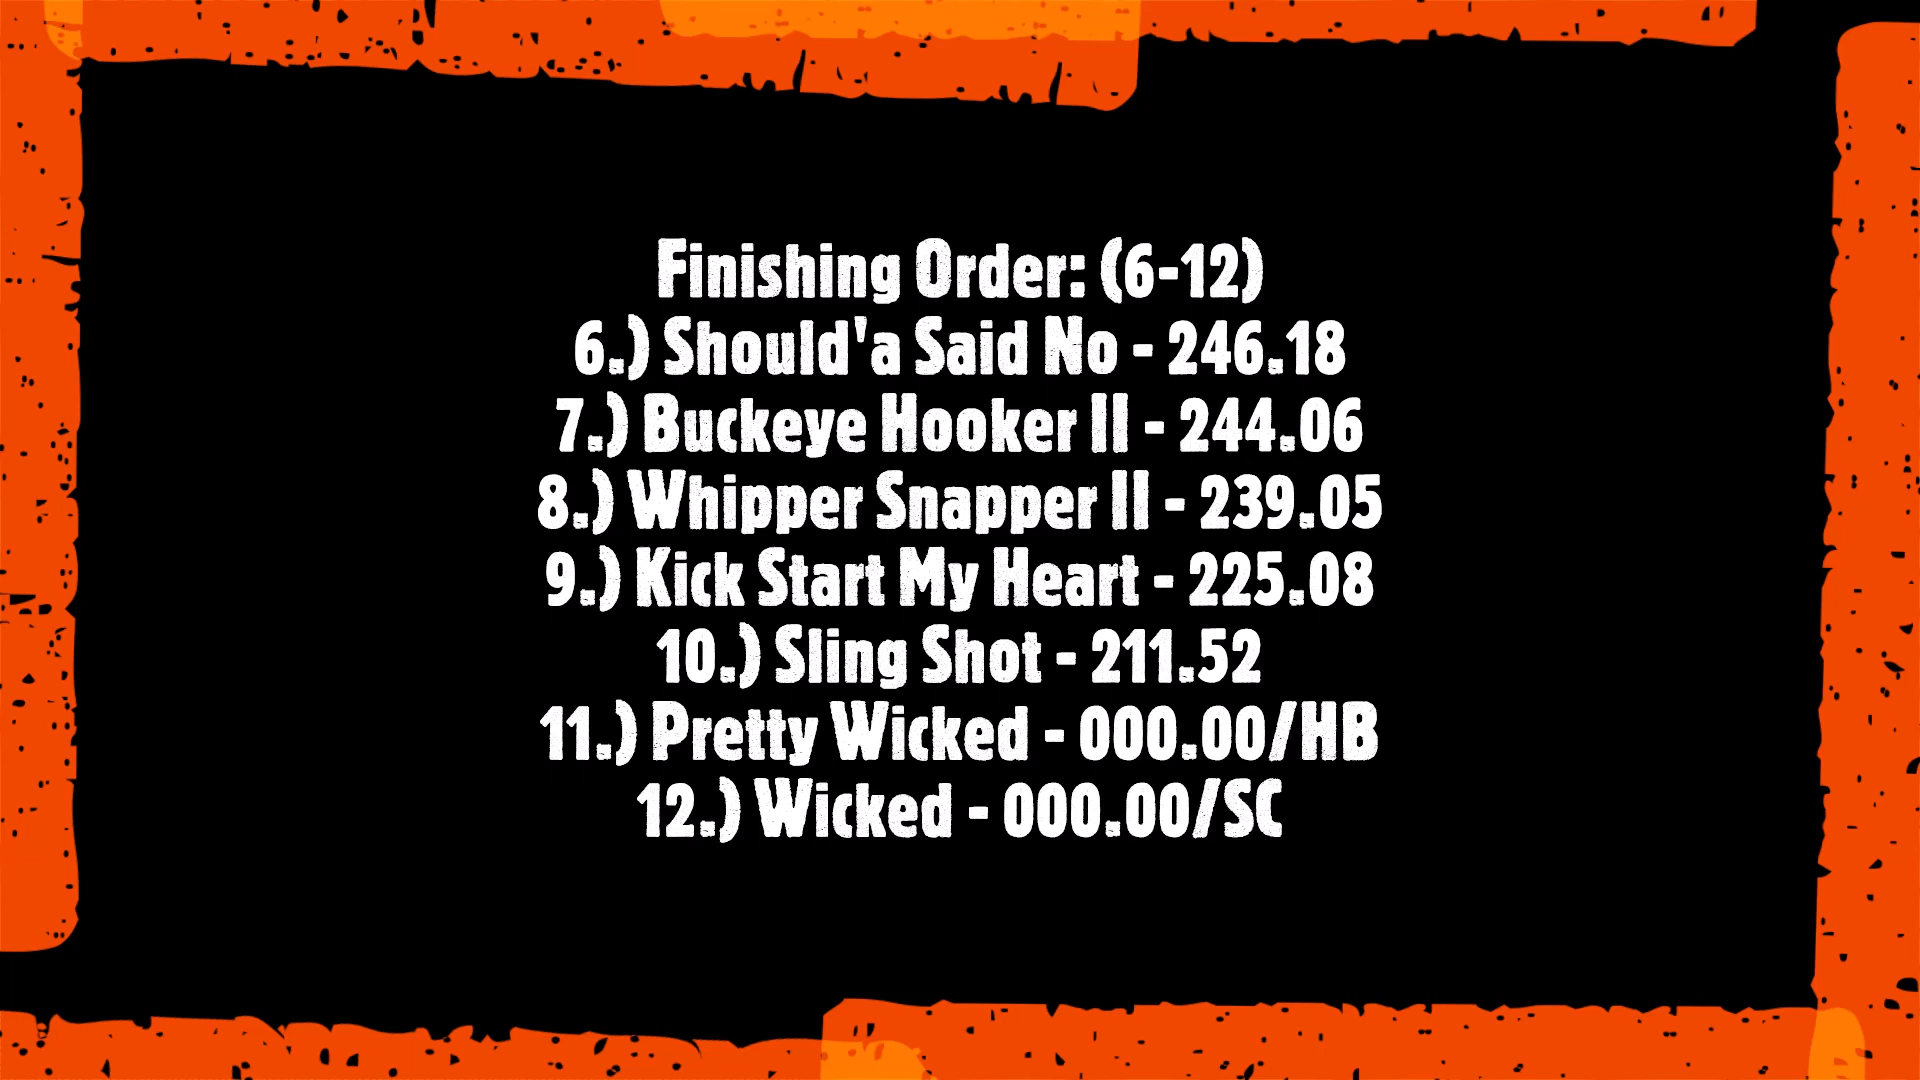 Finishing Order: (6-12)
6.) Should'a Said No - 246.18
7.) Buckeye Hooker II - 244.06
8.) Whipper Snapper II - 239.05
9.) Kick Start My Heart - 225.08
10.) Sling Shot - 211.52
11.) Pretty Wicked - 000.00/HB
12.) Wicked - 000.00/SC